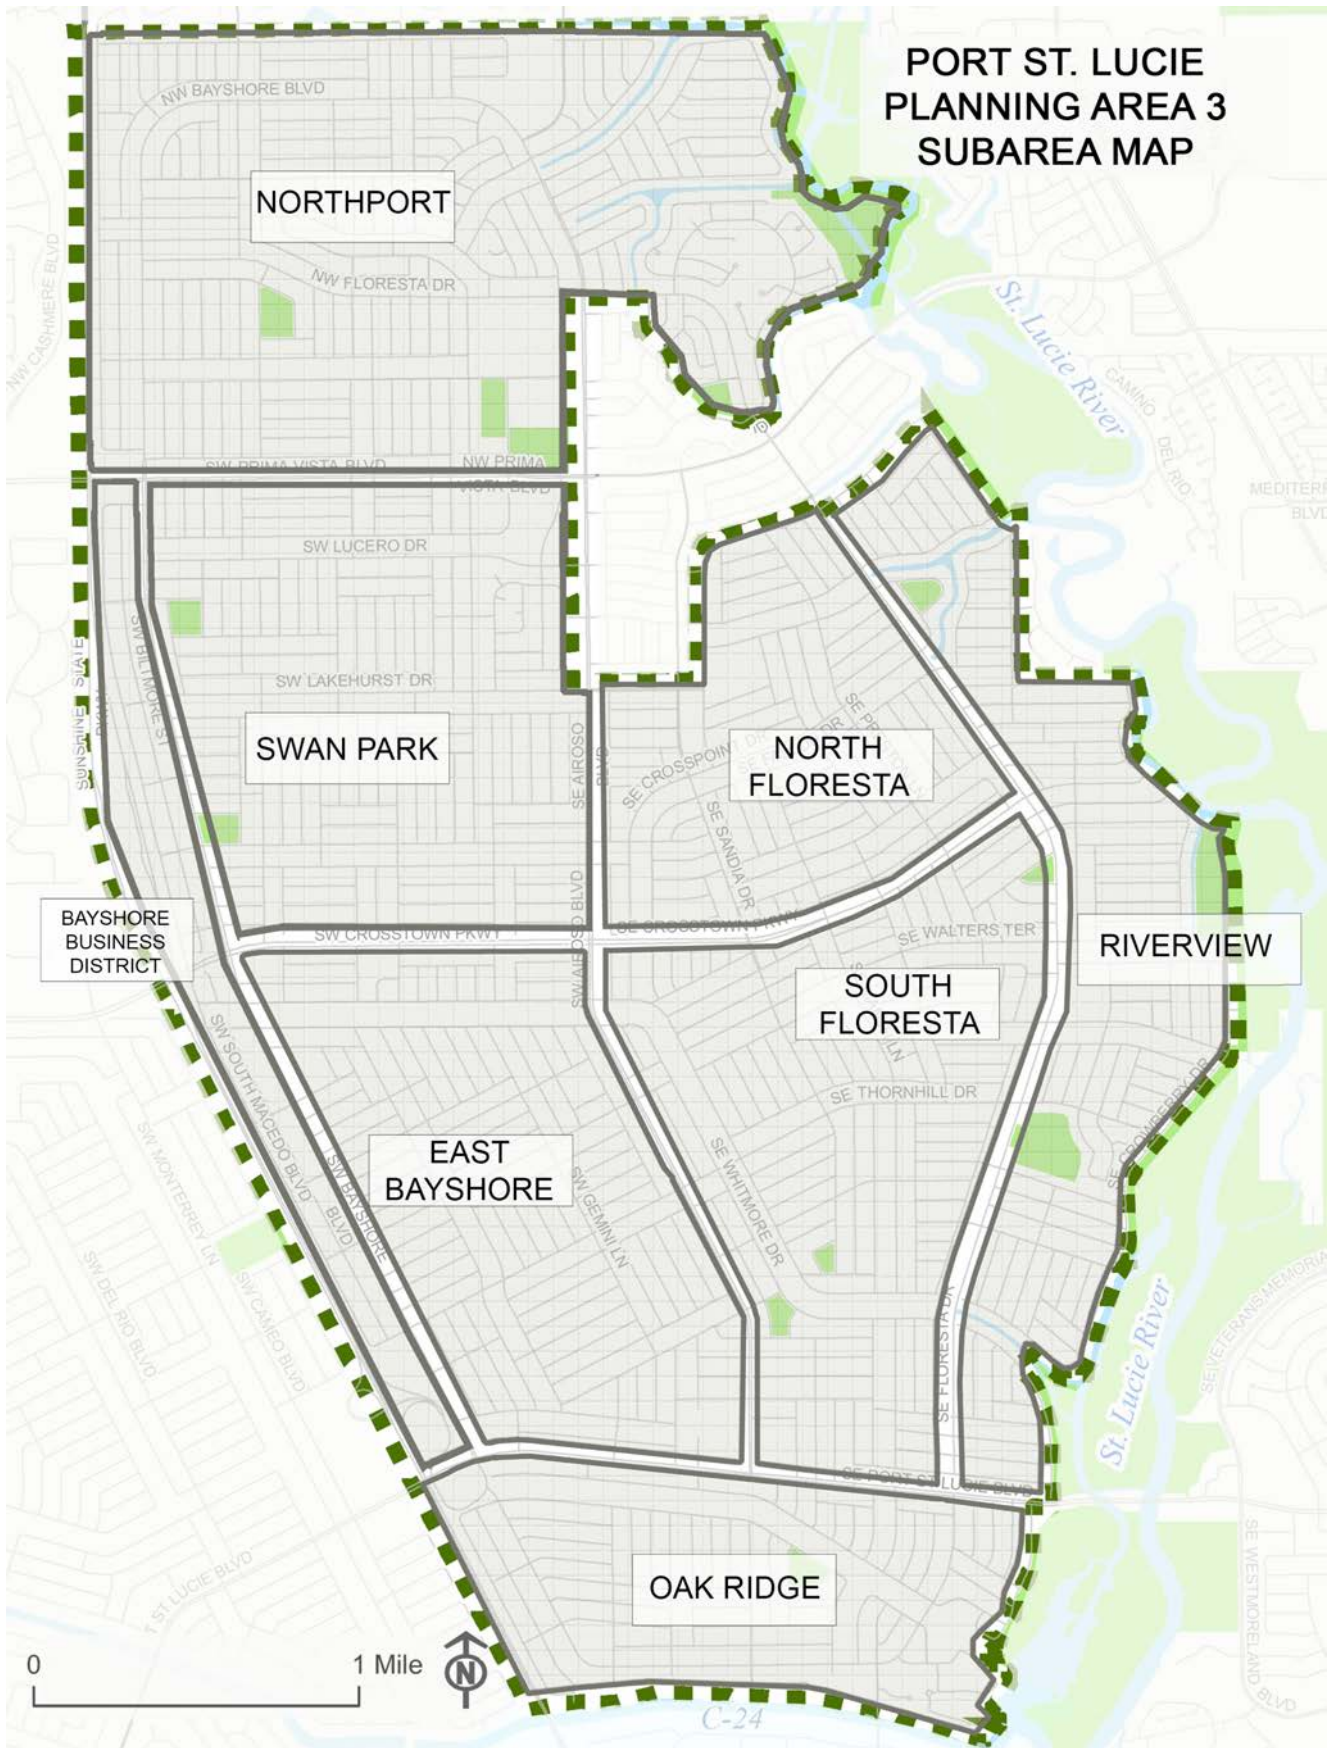 PORT ST. LUCIE
PLANNING AREA 3
SUBAREA MAP
NW BAYSHORE BLVD
NORTHPORT
NW FLORESTA DR
NW CASHMERE BLVD
St. Lucie River
CAMINO
DEL RIO
MEDITERR
BLVD
SW PRIMA VISTA BLVD
NW PRIMA
VISTA BLVD
SW LUCERO DR
SW BILTMORE ST
SUNSHINE STATE
PKWY
SW LAKEHURST DR
SWAN PARK
SE AIROSO
BLVD
SE CROSSPOINT DR
NORTH
FLORESTA
SE SANDIA DR
BAYSHORE
BUSINESS
DISTRICT
SW CROSSTOWN PKWY
SW AIROSO BLVD
SE CROSSTOWN PKWY
SE WALTERS TER
RIVERVIEW
SOUTH
FLORESTA
LN
SE THORNHILL DR
SE CROWBERRY DR
SW SOUTH MACEDO BLVD
SW MONTERREY LN
EAST
BAYSHORE
SW BAYSHORE
BLVD
SW GEMINI LN
SE WHITMORE DR
SW DEL RIO BLVD
SW CAMEO BLVD
SE FLORESTA DR
SE VETERANS MEMORIA
St. Lucie River
SE PORT ST LUCIE BLVD
OAK RIDGE
T ST LUCIE BLVD
SE WESTMORELAND BLVD
0
1 Mile
N
C-24